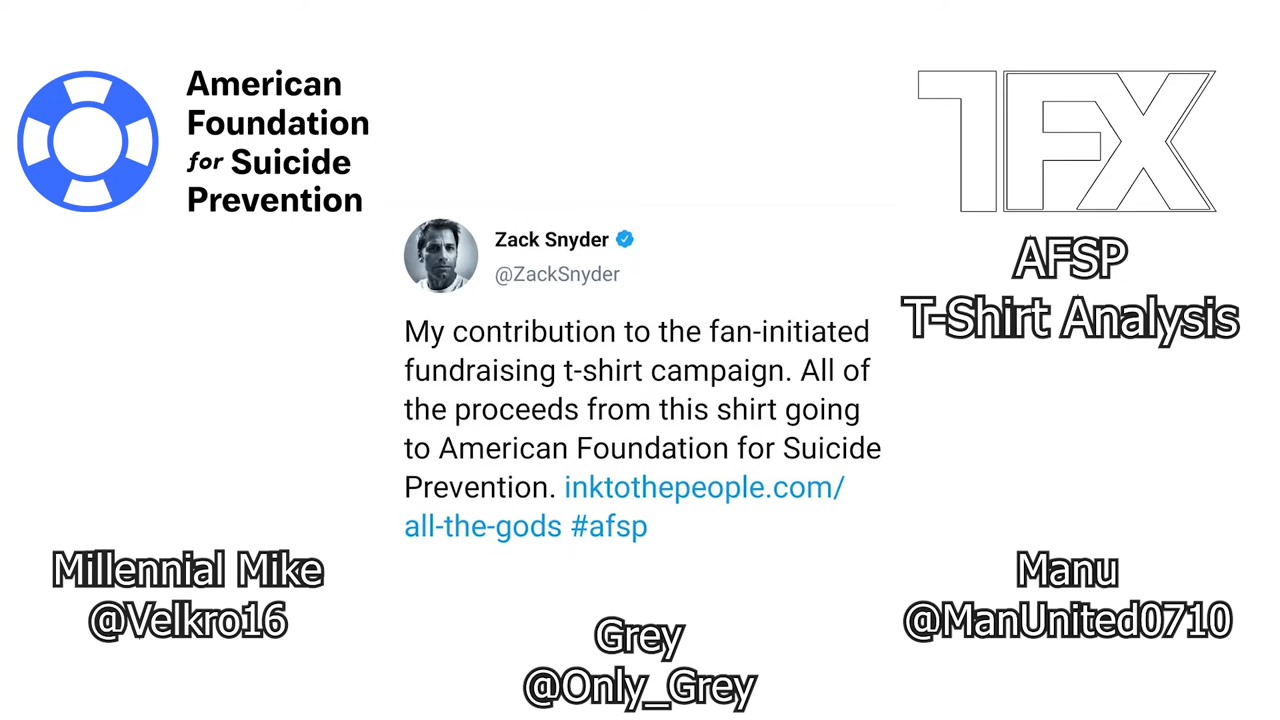 American
Foundation
for Suicide
Prevention
TFX
AFSP
T-Shirt Analysis
Zack Snyder
@ZackSnyder
My contribution to the fan-initiated
fundraising t-shirt campaign. All of
the proceeds from this shirt going
to American Foundation for Suicide
Prevention. inktothepeople.com/
all-the-gods #afsp
Millennial Mike
@Velkro16
Grey
@Only_Grey
Manu
@ManUnited0710